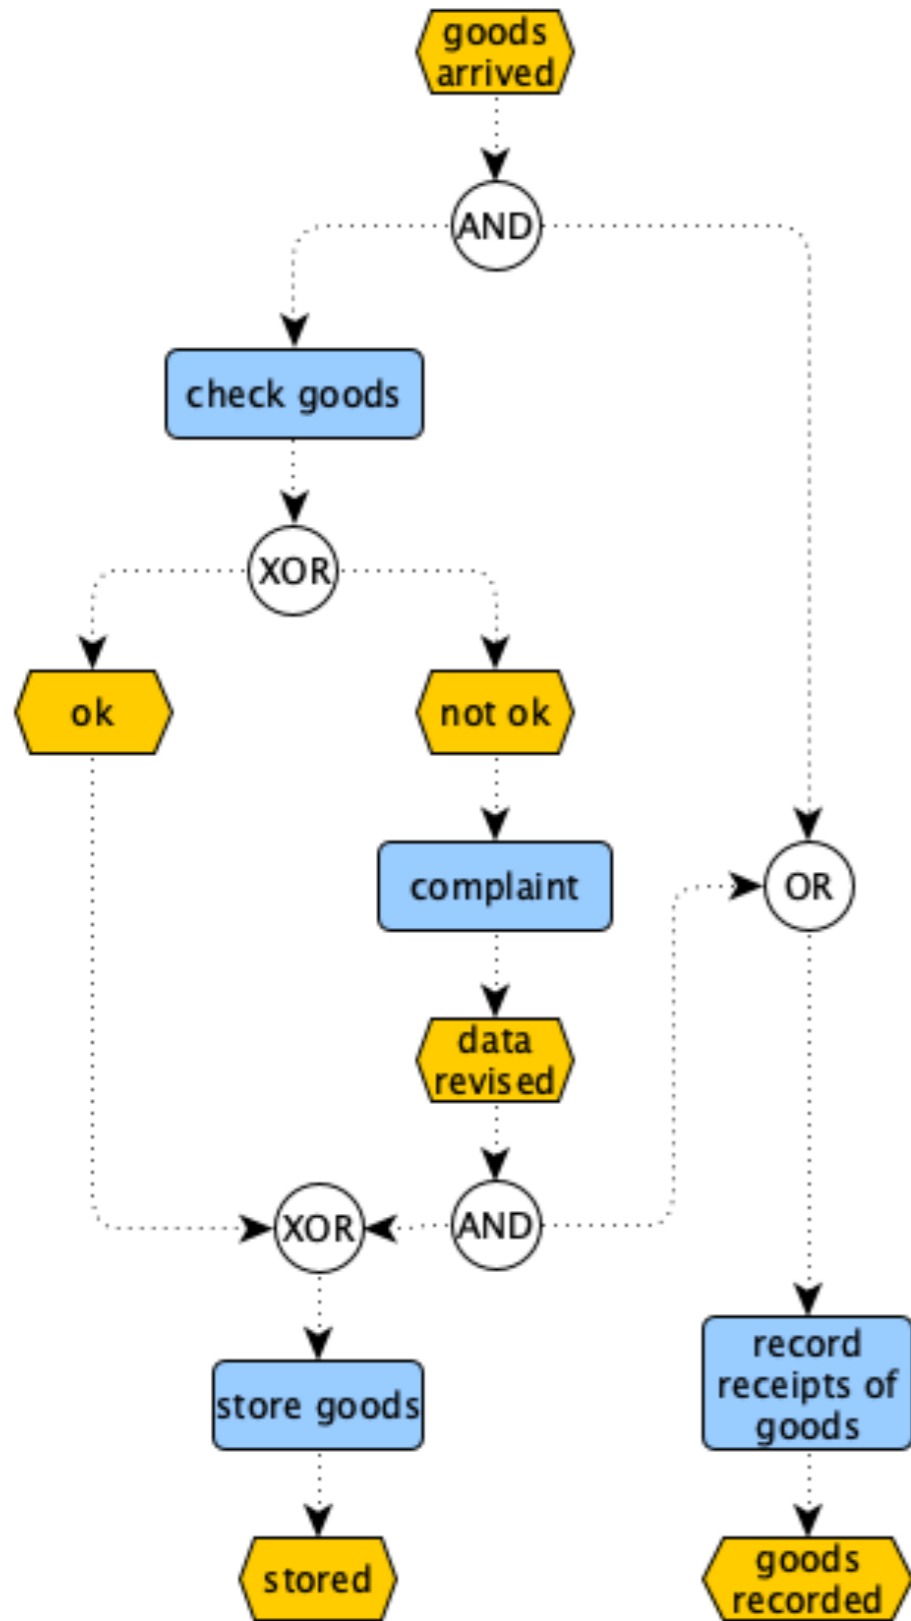 goods
arrived
AND
check goods
XOR
ok
not ok
complaint
OR
data
revised
XOR
AND
record
receipts of
goods
store goods
stored
goods
recorded